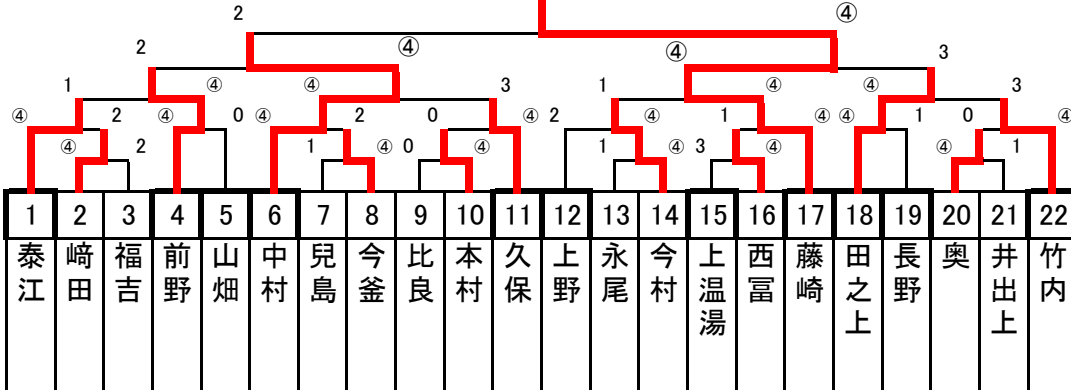 2 ④
2 ④ ④ 3
1 ④ ④ 3 1 ④ ④ 3
④ 2 ④ 0 ④ 2 0 ④ 2 ④ 1 ④ ④ 1 0 ④
④ 2 1 ④ 0 ④ 1 ④ 3 ④ ④ 1
1 2 3 4 5 6 7 8 9 10 11 12 13 14 15 16 17 18 19 20 21 22
泰江
﨑田
福吉
前野
山畑
中村
兒島
今釜
比良
本村
久保
上野
永尾
今村
上温湯
西冨
藤崎
田之上
長野
奥
井出上
竹内